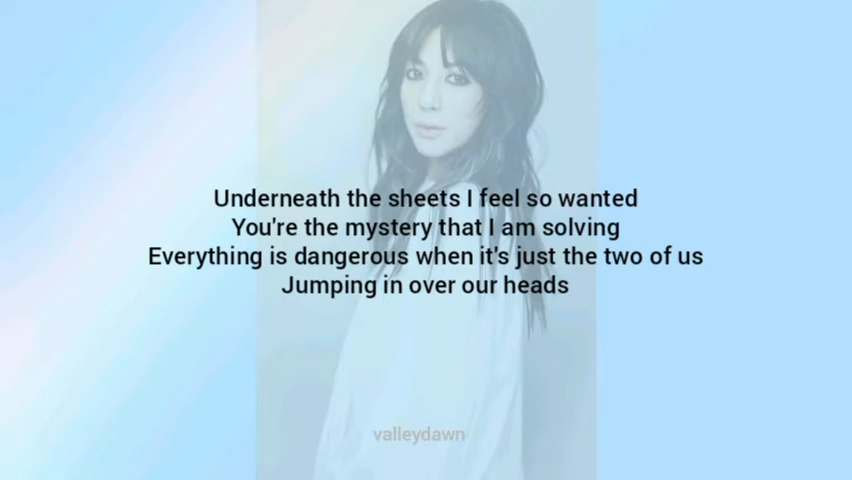 Underneath the sheets I feel so wanted
You're the mystery that I am solving
Everything is dangerous when it's just the two of us
Jumping in over our heads
valleydawn